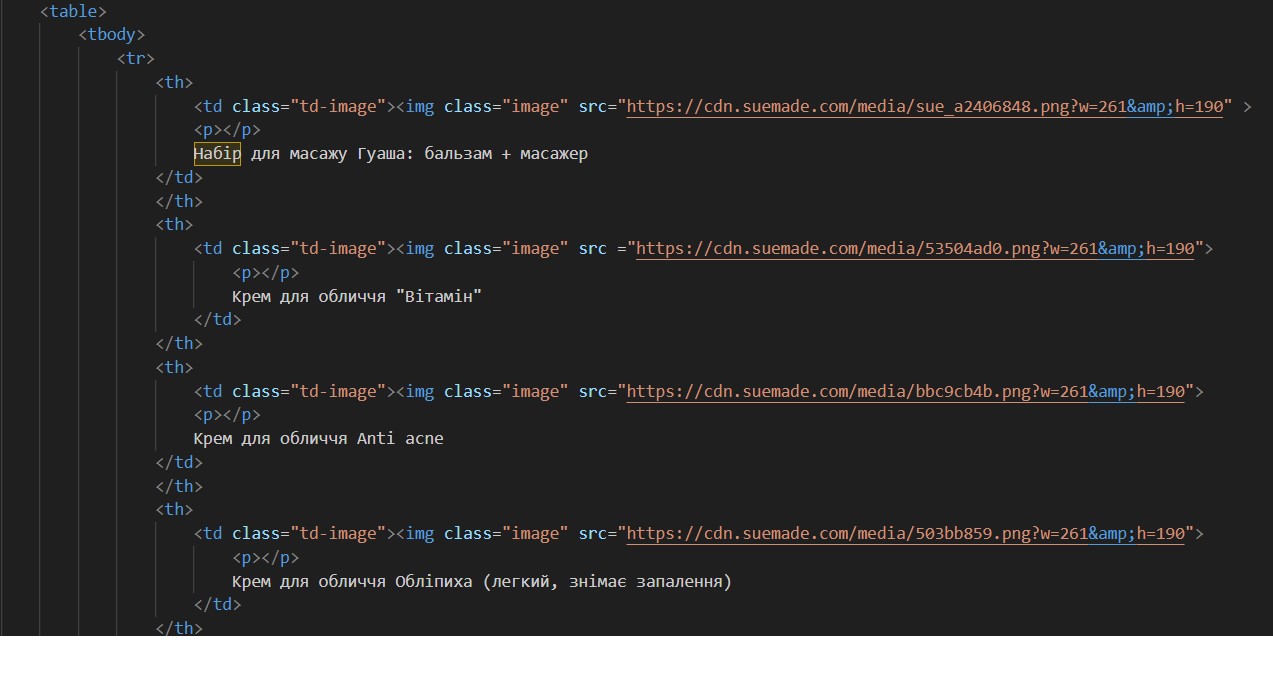 <table>
<tbody>
<tr>
<th>
<td class="td-image"><img class="image" src="https://cdn.suemade.com/media/sue_a2406848.png?w=261&amp;h=190" >
<p></p>
Набір для масажу Гуаша: бальзам + масажер
</td>
</th>
<th>
<td class="td-image"><img class="image" src ="https://cdn.suemade.com/media/53504ad0.png?w=261&amp;h=190">
<p></p>
Крем для обличчя "Вітамін"
</td>
</th>
<th>
<td class="td-image"><img class="image" src="https://cdn.suemade.com/media/bbc9cb4b.png?w=261&amp;h=190">
<p></p>
Крем для обличчя Anti acne
</td>
</th>
<th>
<td class="td-image"><img class="image" src="https://cdn.suemade.com/media/503bb859.png?w=261&amp;h=190">
<p></p>
Крем для обличчя Обліпиха (легкий, знімає запалення)
</td>
</th>